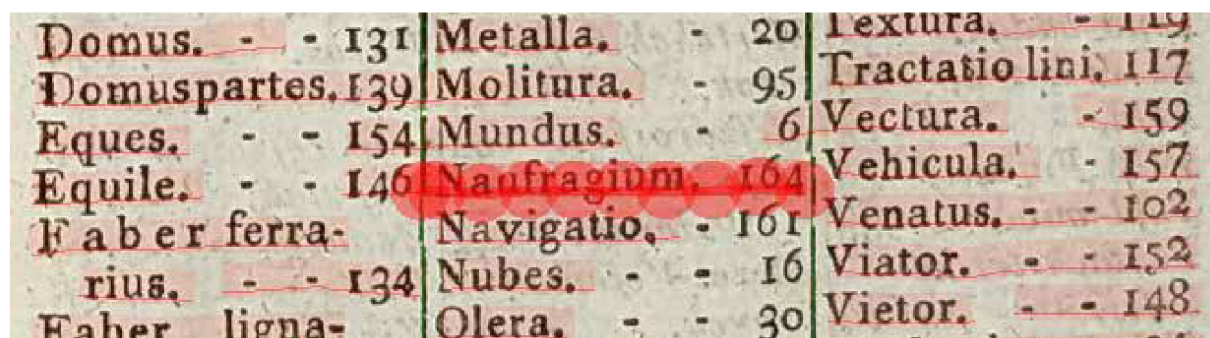 Domus. - - 131
Domuspartes. 139
Eques. - - 154
Equile. - - 146
Faber ferra-
rius. - - 134
Faber ligna-
Metalla. - 20
Molitura. - 95
Mundus. - 6
Naufragium. 164
Navigatio. - 161
Nubes. - - 16
Olera. - - 30
Textura. - 119
Tractatio lini. 117
Vectura. - 159
Vehicula. - 157
Venatus. - - 102
Viator. - - 152
Vietor. - - 148